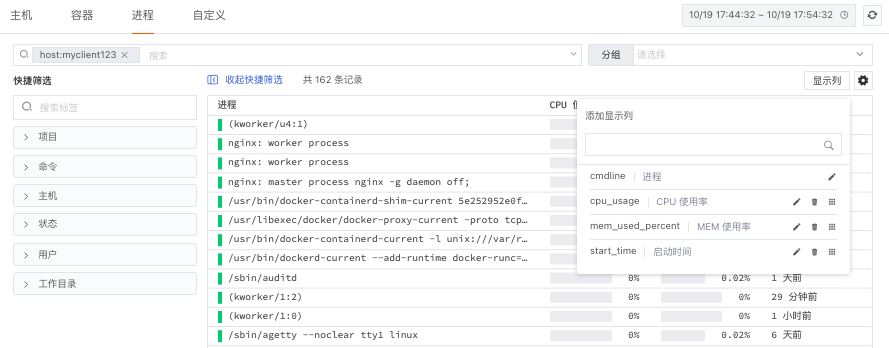 主机 容器 进程 自定义 10/19 17:44:32 ~ 10/19 17:54:32
host:myclient123 × 搜索 分组 请选择
快捷筛选 收起快捷筛选 共 162 条记录 显示列
搜索标签
项目
命令
主机
状态
用户
工作目录
进程 CPU
(kworker/u4:1)
nginx: worker process
nginx: worker process
nginx: master process nginx -g daemon off;
/usr/bin/docker-containerd-shim-current 5e252952e0f…
/usr/libexec/docker/docker-proxy-current -proto tcp…
/usr/bin/docker-containerd-current -l unix:///var/r…
/usr/bin/dockerd-current --add-runtime docker-runc=…
/sbin/auditd 0% 0.02% 1 天前
(kworker/1:2) 0% 0% 29 分钟前
(kworker/1:0) 0% 0% 1 小时前
/sbin/agetty --noclear tty1 linux 0% 0.02% 6 天前
添加显示列
cmdline 进程
cpu_usage CPU 使用率
mem_used_percent MEM 使用率
start_time 启动时间